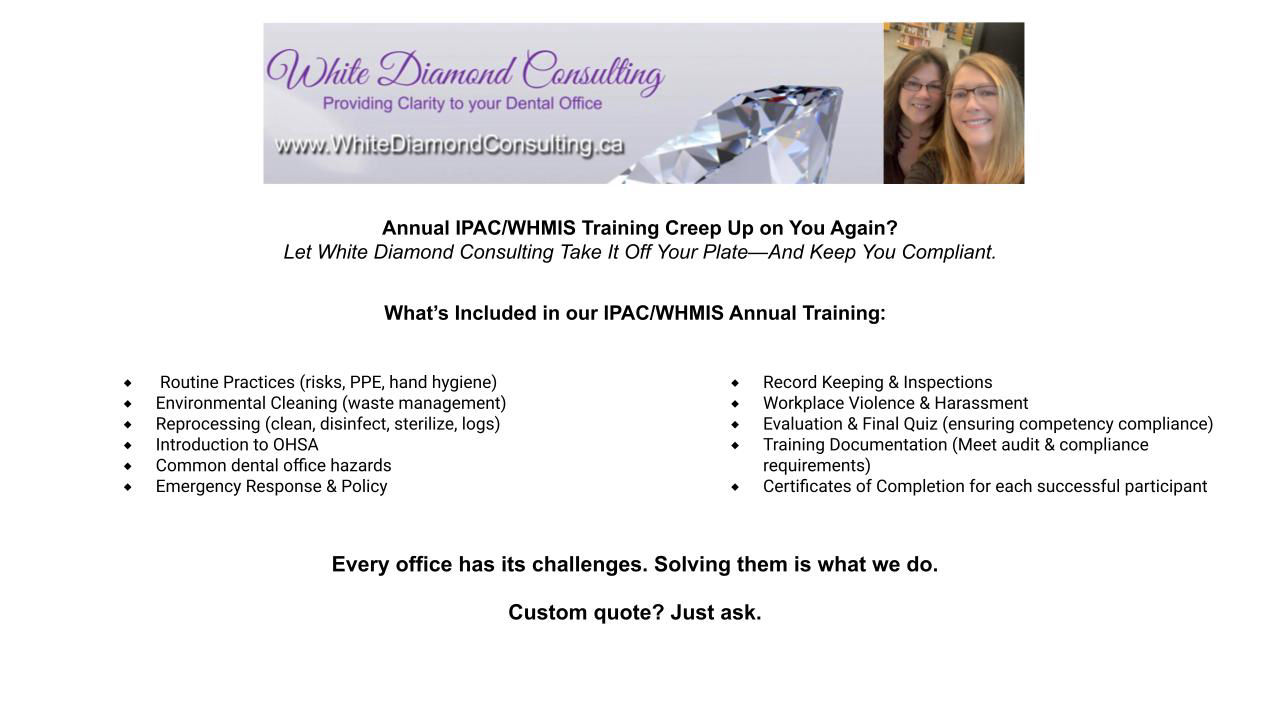 White Diamond Consulting
Providing Clarity to your Dental Office
www.WhiteDiamondConsulting.ca
Annual IPAC/WHMIS Training Creep Up on You Again?
Let White Diamond Consulting Take It Off Your Plate—And Keep You Compliant.
What’s Included in our IPAC/WHMIS Annual Training:
◆ Routine Practices (risks, PPE, hand hygiene)
◆ Environmental Cleaning (waste management)
◆ Reprocessing (clean, disinfect, sterilize, logs)
◆ Introduction to OHSA
◆ Common dental office hazards
◆ Emergency Response & Policy
◆ Record Keeping & Inspections
◆ Workplace Violence & Harassment
◆ Evaluation & Final Quiz (ensuring competency compliance)
◆ Training Documentation (Meet audit & compliance
requirements)
◆ Certificates of Completion for each successful participant
Every office has its challenges. Solving them is what we do.
Custom quote? Just ask.